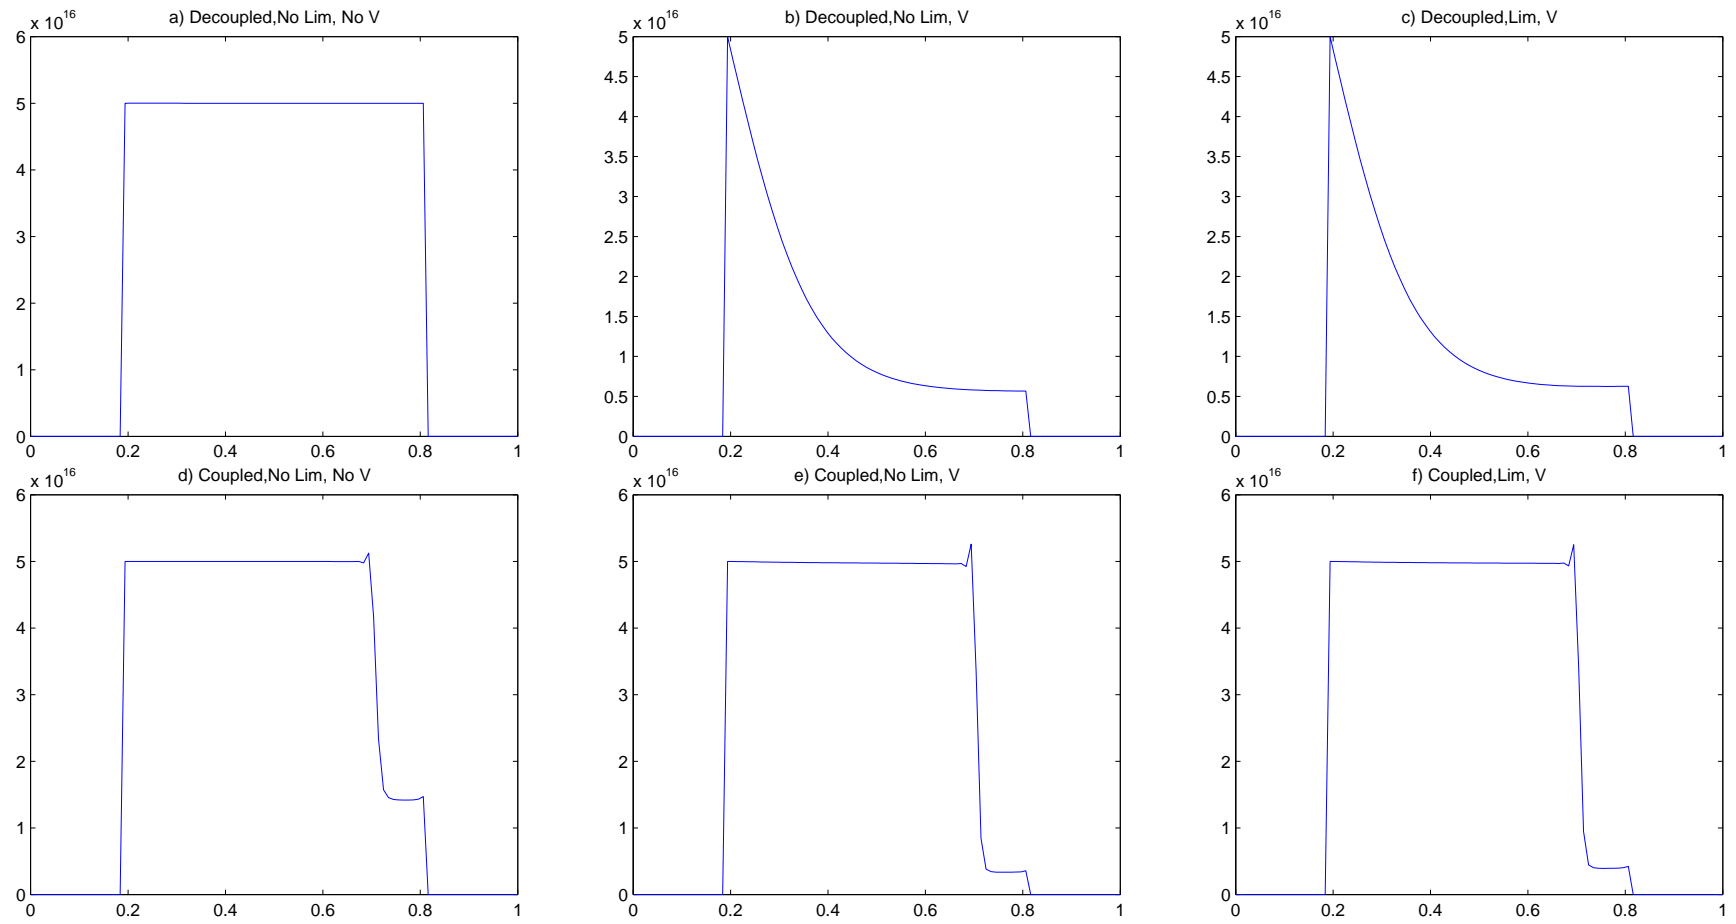 a) Decoupled,No Lim, No V
x 10^16
6
5
4
3
2
1
0
0 0.2 0.4 0.6 0.8 1
b) Decoupled,No Lim, V
x 10^16
5
4.5
4
3.5
3
2.5
2
1.5
1
0.5
0
0 0.2 0.4 0.6 0.8 1
c) Decoupled,Lim, V
x 10^16
5
4.5
4
3.5
3
2.5
2
1.5
1
0.5
0
0 0.2 0.4 0.6 0.8 1
d) Coupled,No Lim, No V
x 10^16
6
5
4
3
2
1
0
0 0.2 0.4 0.6 0.8 1
e) Coupled,No Lim, V
x 10^16
6
5
4
3
2
1
0
0 0.2 0.4 0.6 0.8 1
f) Coupled,Lim, V
x 10^16
6
5
4
3
2
1
0
0 0.2 0.4 0.6 0.8 1